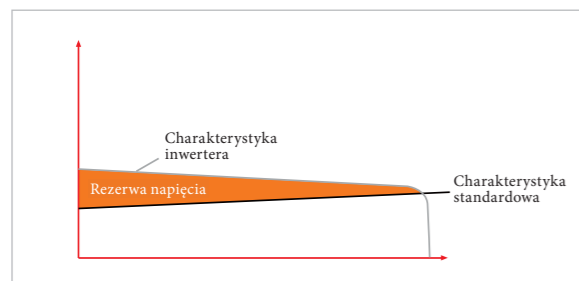 Charakterystyka
inwertera
Rezerwa napięcia
Charakterystyka
standardowa